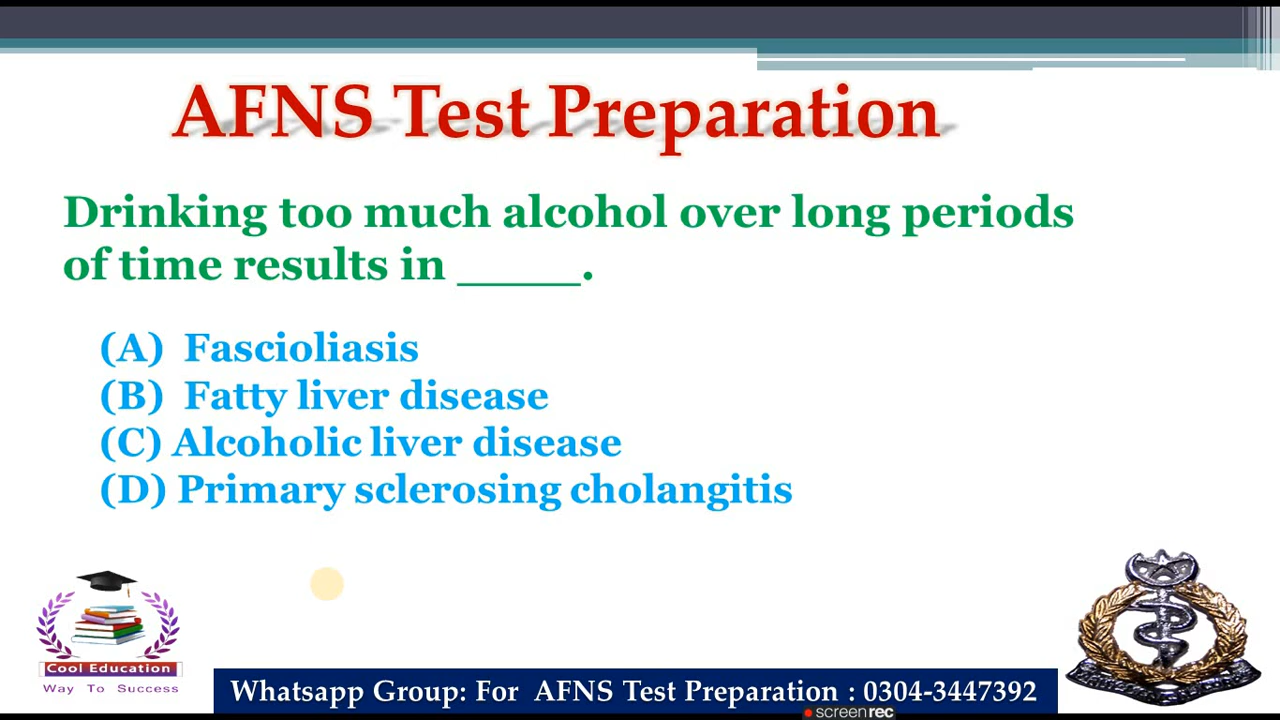 AFNS Test Preparation
Drinking too much alcohol over long periods
of time results in ____.
(A) Fascioliasis
(B) Fatty liver disease
(C) Alcoholic liver disease
(D) Primary sclerosing cholangitis
Cool Education
Way To Success
Whatsapp Group: For AFNS Test Preparation : 0304-3447392
screenrec